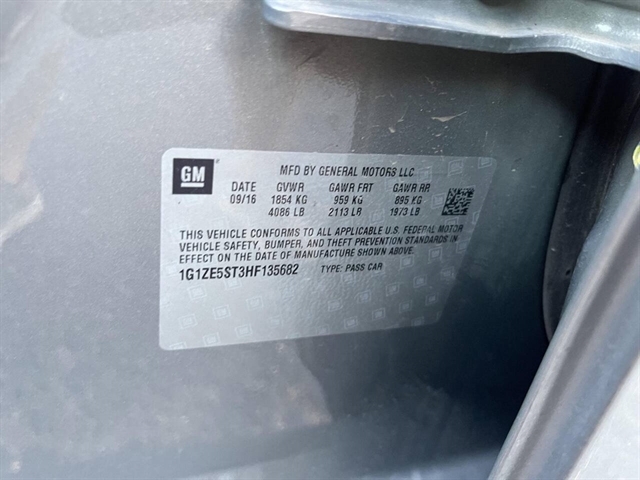 GM
MFD BY GENERAL MOTORS LLC
DATE GVWR GAWR FRT GAWR RR
09/16 1854 KG 959 KG 895 KG
4086 LB 2113 LB 1973 LB
THIS VEHICLE CONFORMS TO ALL APPLICABLE U.S. FEDERAL MOTOR
VEHICLE SAFETY, BUMPER, AND THEFT PREVENTION STANDARDS IN
EFFECT ON THE DATE OF MANUFACTURE SHOWN ABOVE.
1G1ZE5ST3HF135682 TYPE: PASS CAR